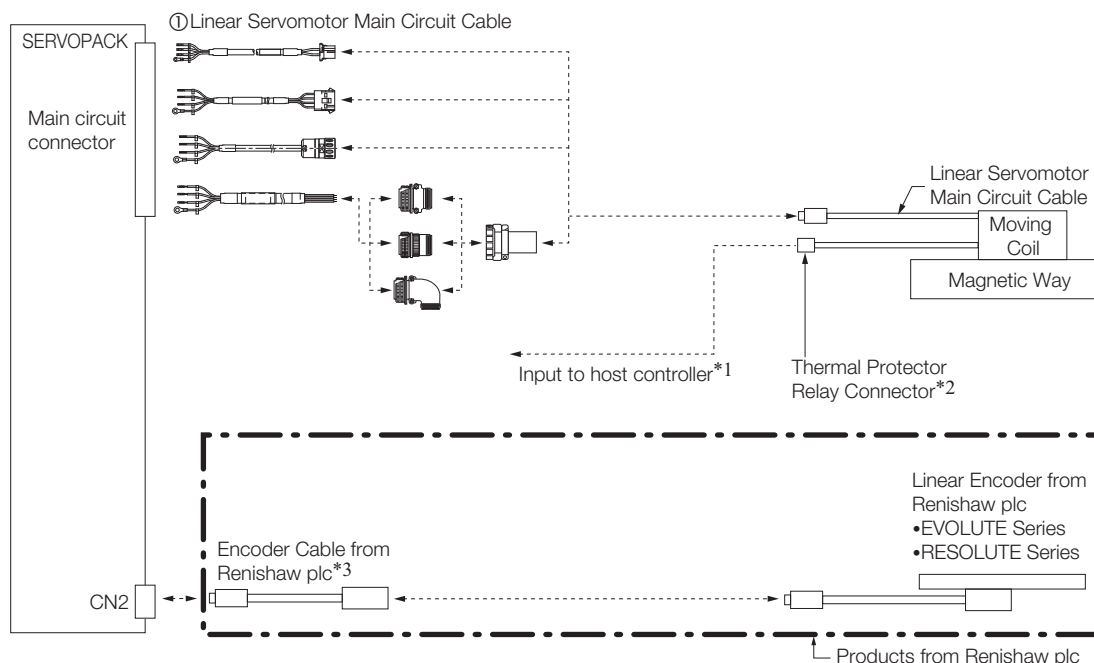 ①Linear Servomotor Main Circuit Cable
SERVOPACK
Main circuit
connector
Linear Servomotor
Main Circuit Cable
Moving
Coil
Magnetic Way
Input to host controller*1
Thermal Protector
Relay Connector*2
Linear Encoder from
Renishaw plc
•EVOLUTE Series
•RESOLUTE Series
Encoder Cable from
Renishaw plc*3
CN2
Products from Renishaw plc